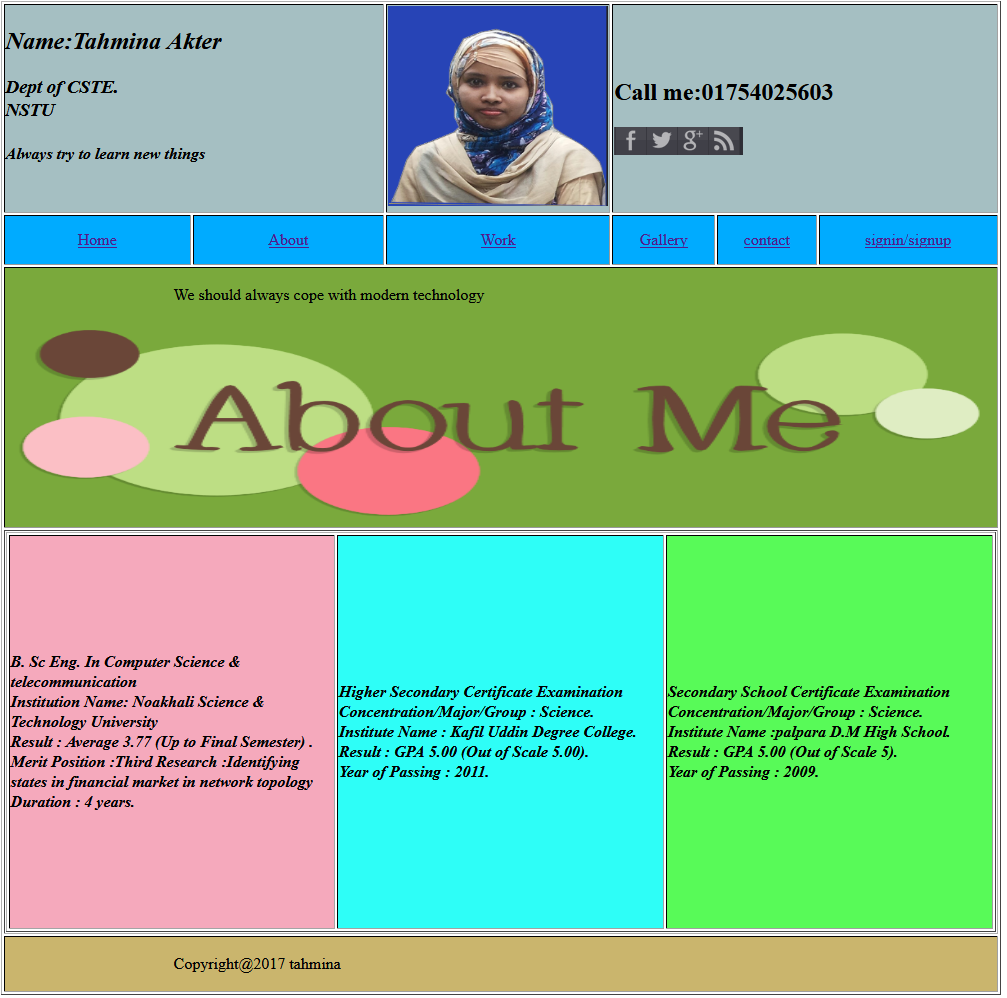 Name:Tahmina Akter
Dept of CSTE.
NSTU
Always try to learn new things
Call me:01754025603
f g+
Home About Work Gallery contact signin/signup
We should always cope with modern technology
About Me
B. Sc Eng. In Computer Science &
telecommunication
Institution Name: Noakhali Science &
Technology University
Result : Average 3.77 (Up to Final Semester) .
Merit Position :Third Research :Identifying
states in financial market in network topology
Duration : 4 years.
Higher Secondary Certificate Examination
Concentration/Major/Group : Science.
Institute Name : Kafil Uddin Degree College.
Result : GPA 5.00 (Out of Scale 5.00).
Year of Passing : 2011.
Secondary School Certificate Examination
Concentration/Major/Group : Science.
Institute Name :palpara D.M High School.
Result : GPA 5.00 (Out of Scale 5).
Year of Passing : 2009.
Copyright@2017 tahmina